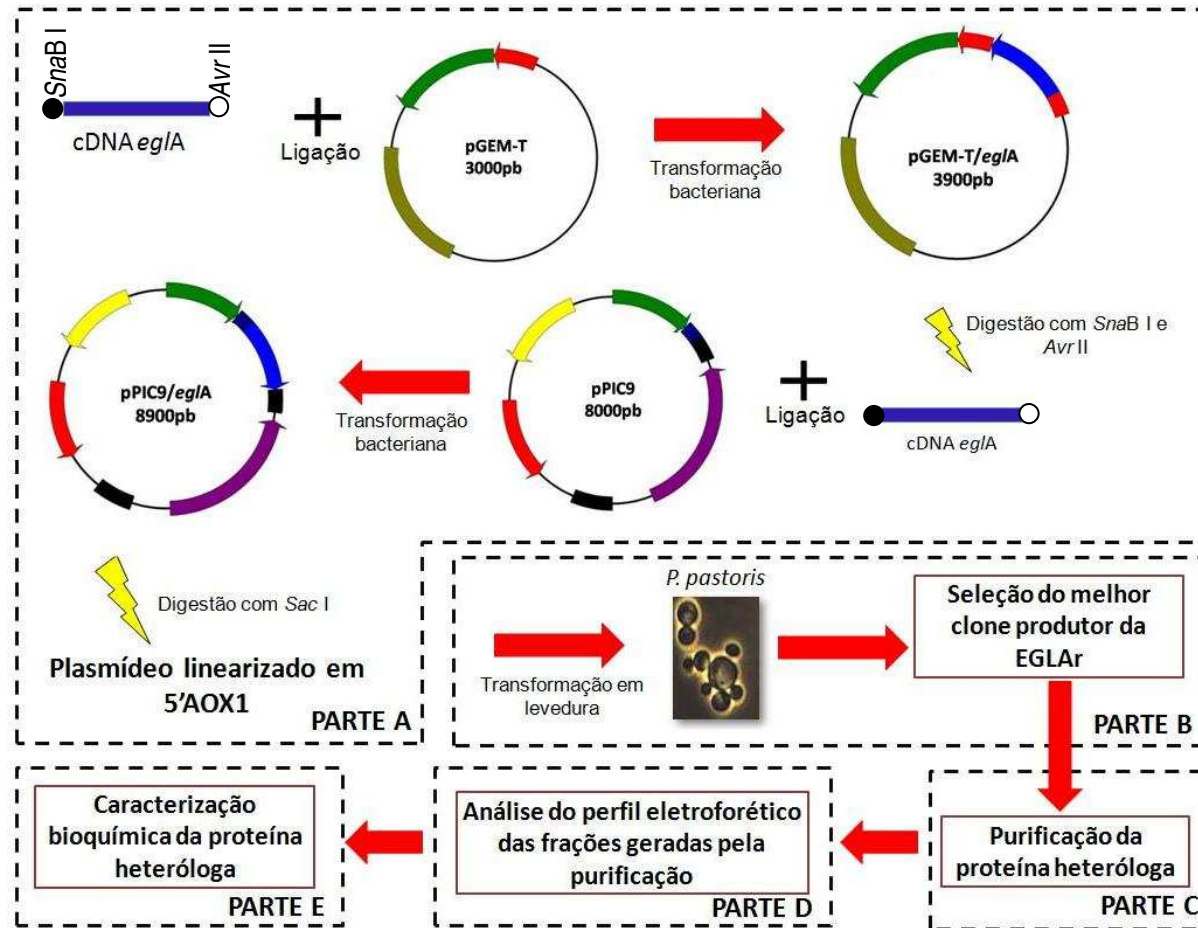 SnaB I
Avr II
cDNA eglA
Ligação
pGEM-T
3000pb
Transformação
bacteriana
pGEM-T/eglA
3900pb
Digestão com SnaB I e
Avr II
cDNA eglA
Ligação
pPIC9
8000pb
Transformação
bacteriana
pPIC9/eglA
8900pb
Digestão com Sac I
Plasmídeo linearizado em
5'AOX1
PARTE A
Transformação em
levedura
P. pastoris
Seleção do melhor
clone produtor da
EGLAr
PARTE B
Purificação da
proteína heteróloga
PARTE C
Análise do perfil eletroforético
das frações geradas pela
purificação
PARTE D
Caracterização
bioquímica da proteína
heteróloga
PARTE E